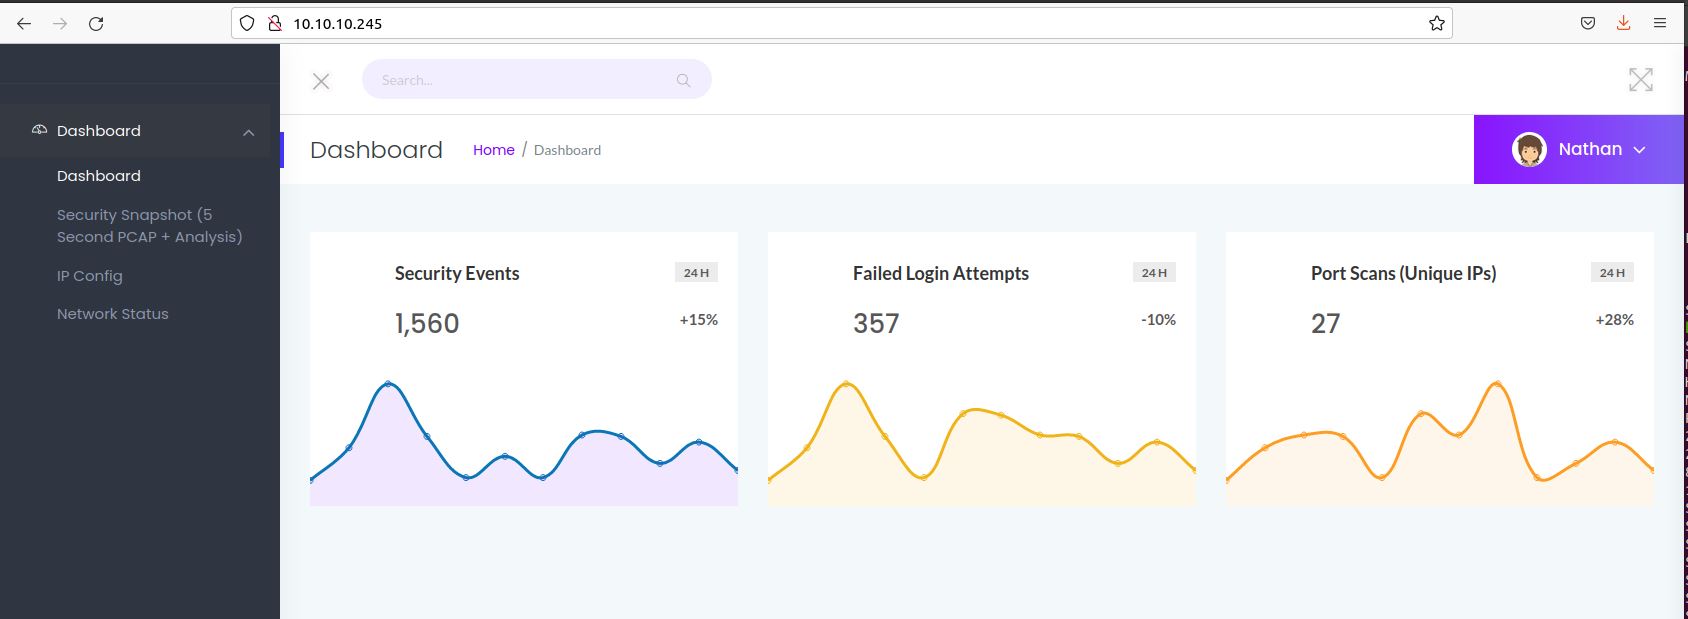 10.10.10.245
Search...
Dashboard
Dashboard
Security Snapshot (5
Second PCAP + Analysis)
IP Config
Network Status
Dashboard Home / Dashboard
Nathan
Security Events 24 H
1,560 +15%
Failed Login Attempts 24 H
357 -10%
Port Scans (Unique IPs) 24 H
27 +28%